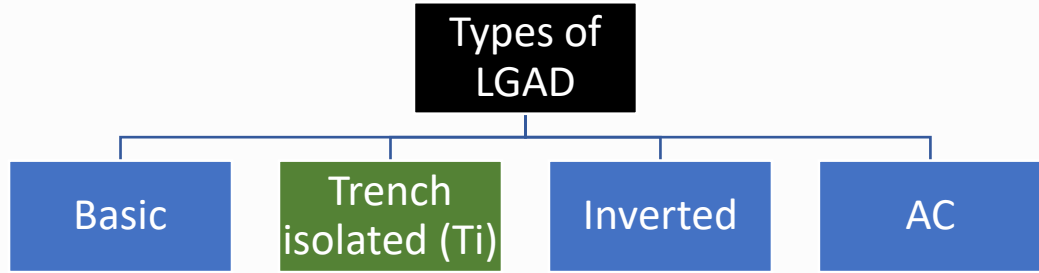 Types of
LGAD
Basic
Trench
isolated (Ti)
Inverted
AC